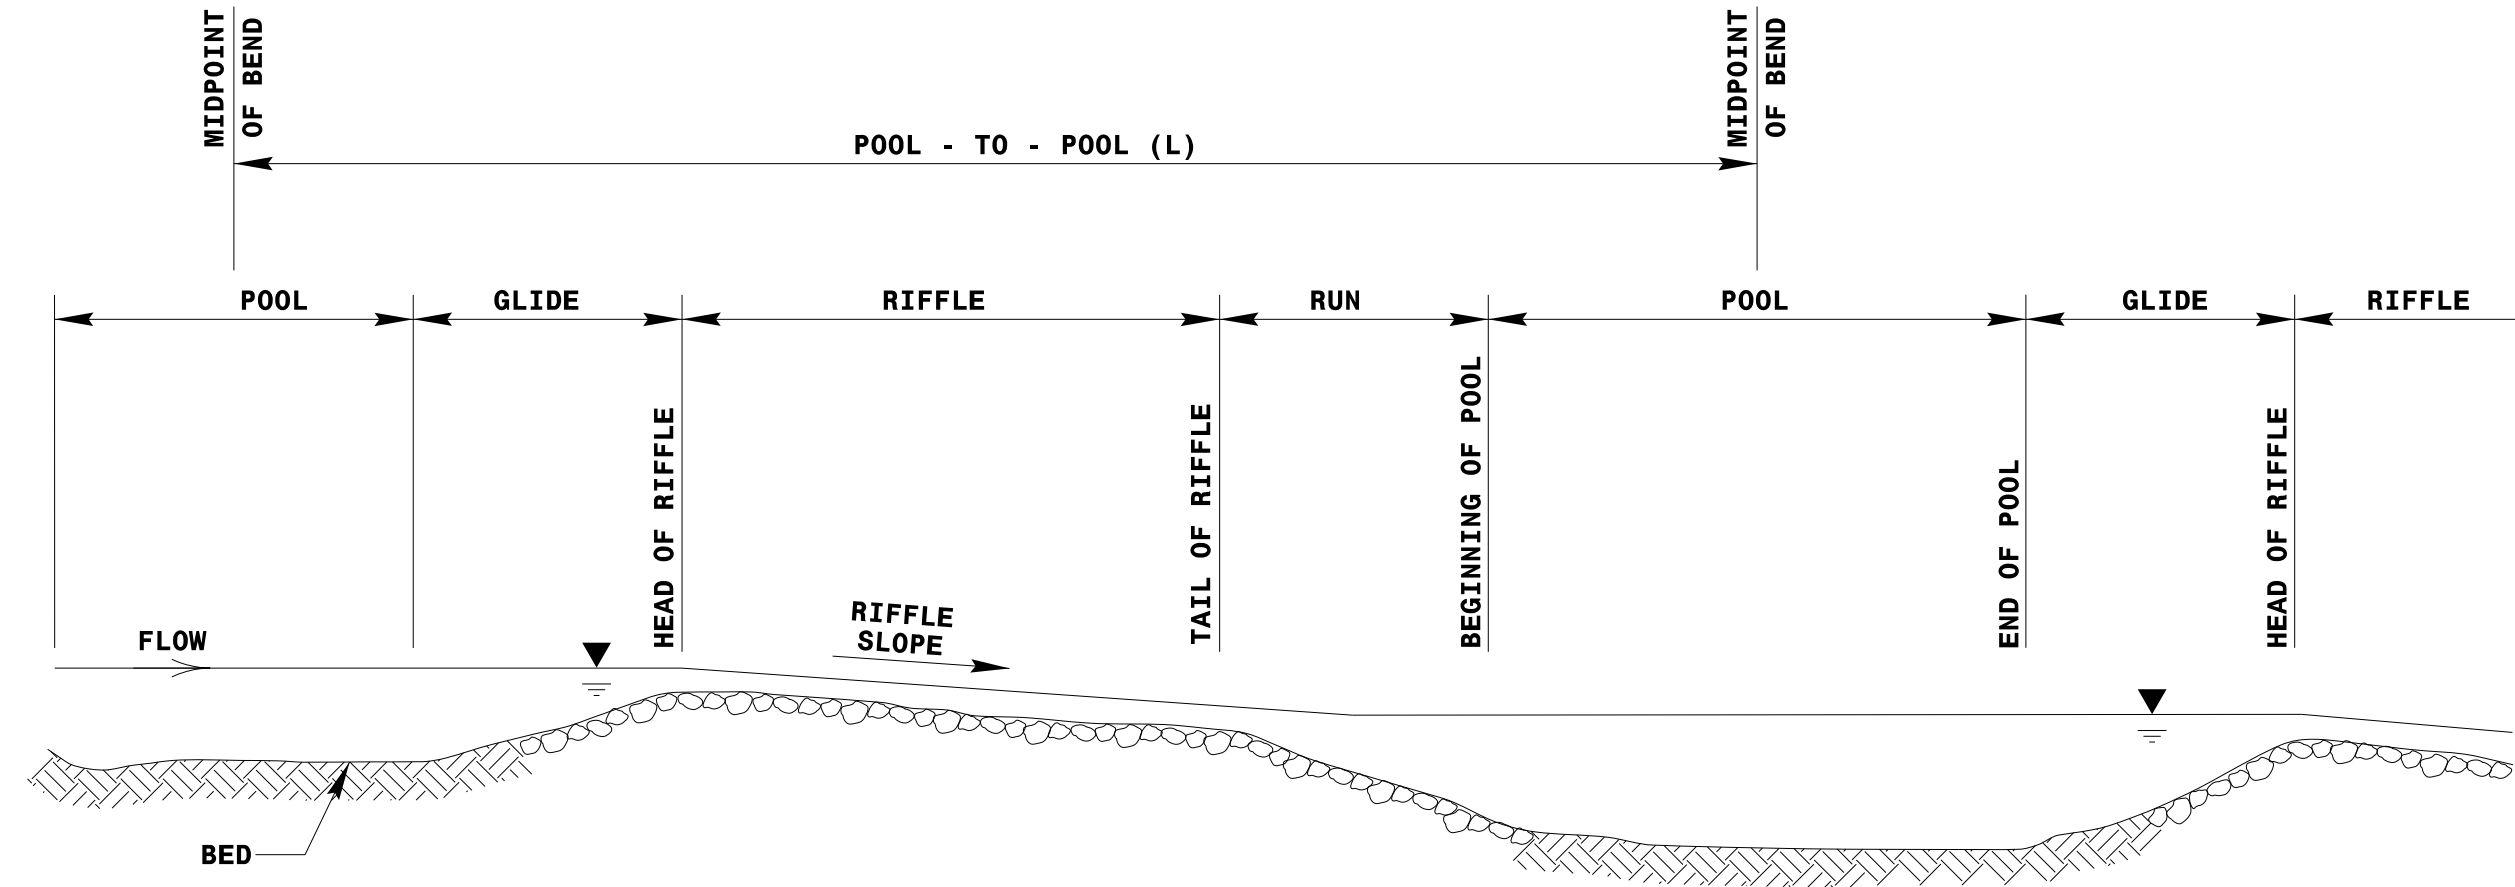 MIDPOINT
OF BEND
MIDPOINT
OF BEND
POOL - TO - POOL (L)
POOL
GLIDE
RIFFLE
RUN
POOL
GLIDE
RIFFLE
HEAD OF RIFFLE
TAIL OF RIFFLE
BEGINNING OF POOL
END OF POOL
HEAD OF RIFFLE
FLOW
RIFFLE
SLOPE
BED